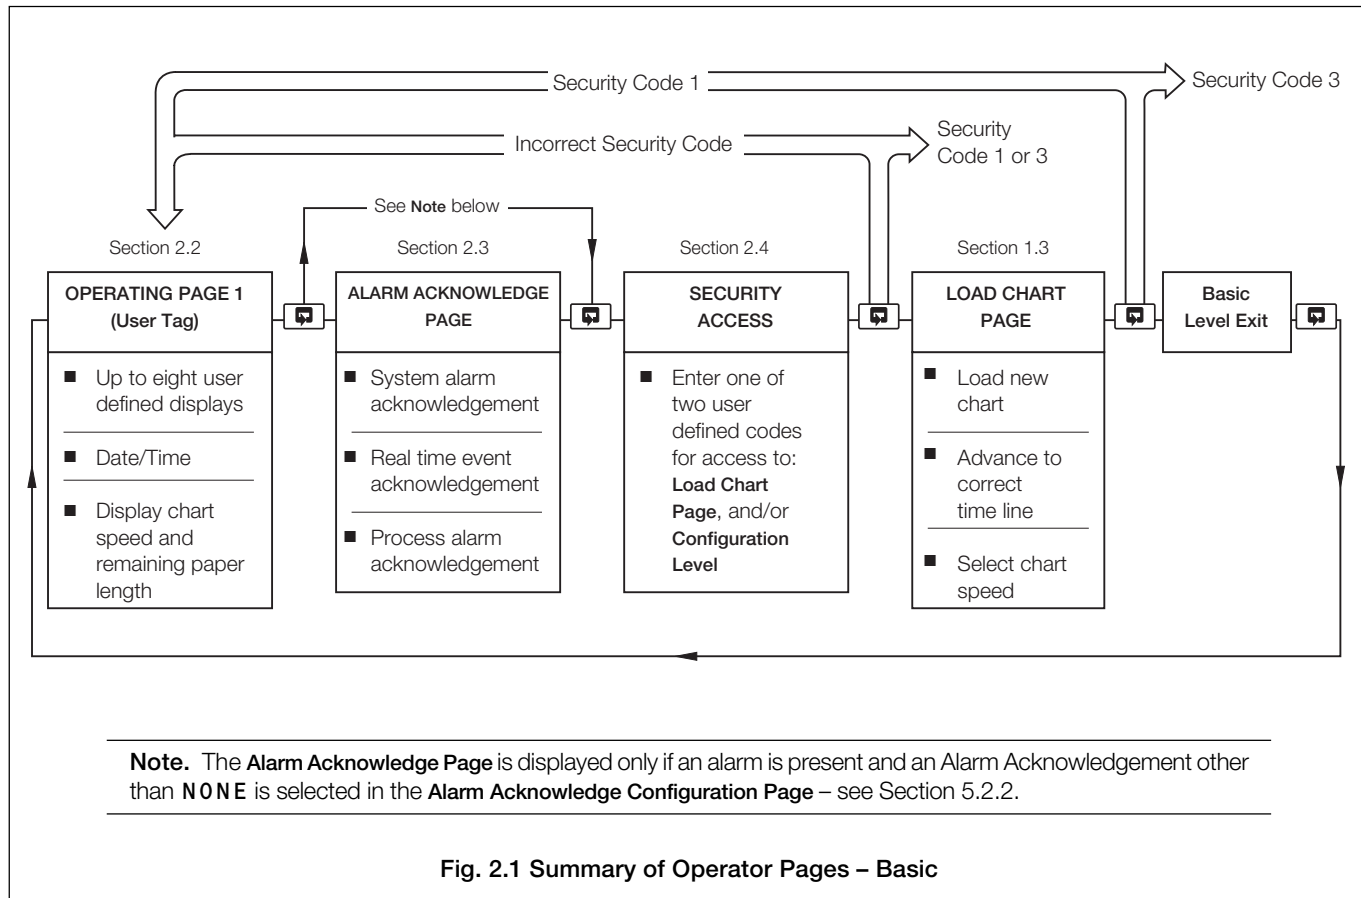 Security Code 1
Security Code 3
Incorrect Security Code
Security
Code 1 or 3
See Note below
Section 2.2
Section 2.3
Section 2.4
Section 1.3
OPERATING PAGE 1
(User Tag)
■ Up to eight user
defined displays
■ Date/Time
■ Display chart
speed and
remaining paper
length
ALARM ACKNOWLEDGE
PAGE
■ System alarm
acknowledgement
■ Real time event
acknowledgement
■ Process alarm
acknowledgement
SECURITY
ACCESS
■ Enter one of
two user
defined codes
for access to:
Load Chart
Page, and/or
Configuration
Level
LOAD CHART
PAGE
■ Load new
chart
■ Advance to
correct
time line
■ Select chart
speed
Basic
Level Exit
Note. The Alarm Acknowledge Page is displayed only if an alarm is present and an Alarm Acknowledgement other
than NONE is selected in the Alarm Acknowledge Configuration Page – see Section 5.2.2.
Fig. 2.1 Summary of Operator Pages – Basic